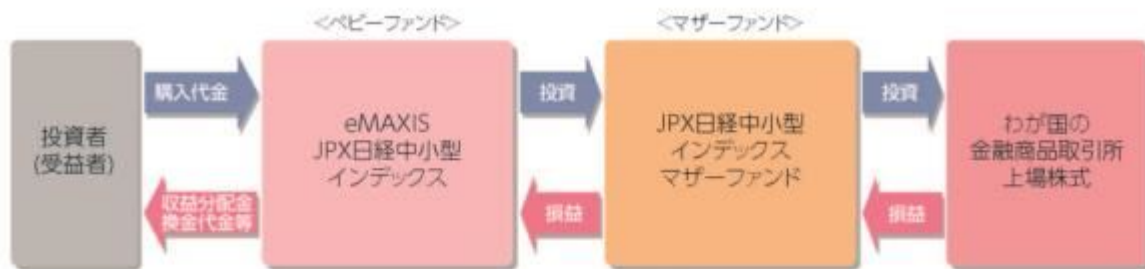 <ベビーファンド>
<マザーファンド>
投資者
(受益者)
購入代金
収益分配金
換金代金等
eMAXIS
JPX日経中小型
インデックス
投資
損益
JPX日経中小型
インデックス
マザーファンド
投資
損益
わが国の
金融商品取引所
上場株式